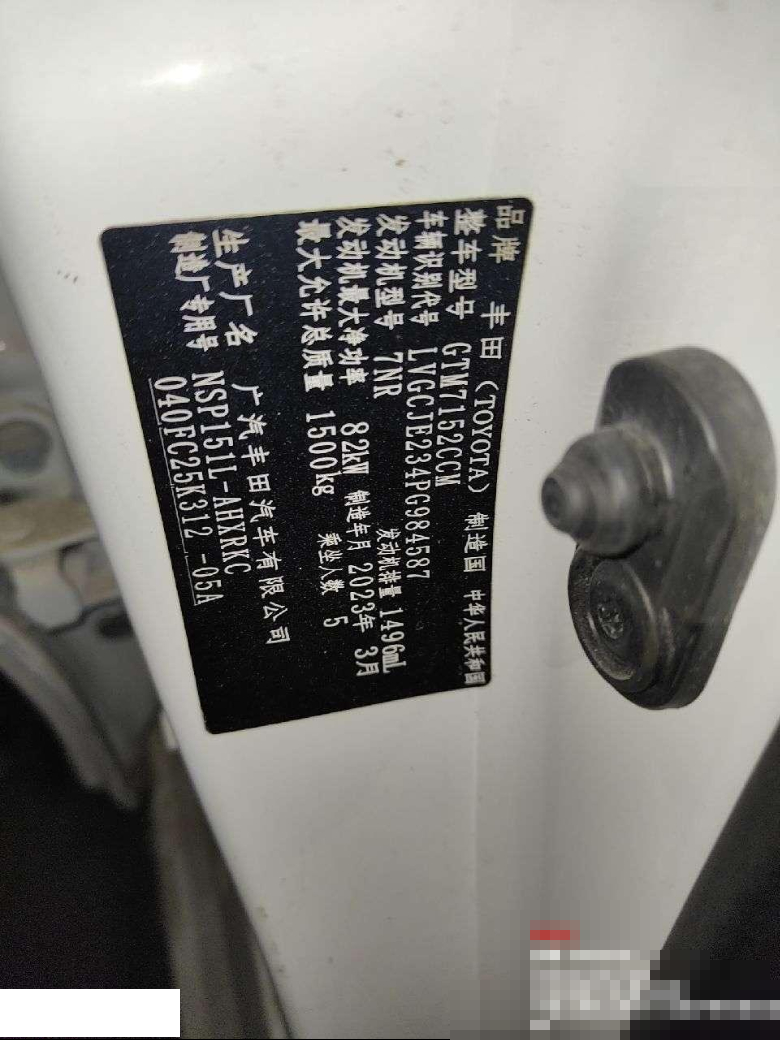 品牌 丰田(TOYOTA) 制造国 中华人民共和国
整车型号 GTM7152CCM
车辆识别代号 LVGCJE234PG984587
发动机型号 7NR 发动机排量 1496mL
发动机最大净功率 82kW 制造年月 2023年 3月
最大允许总质量 1500kg 乘坐人数 5
生产厂名 广汽丰田汽车有限公司
制造厂专用号 NSP151L-AHXRKC
040FC25K312 -05A